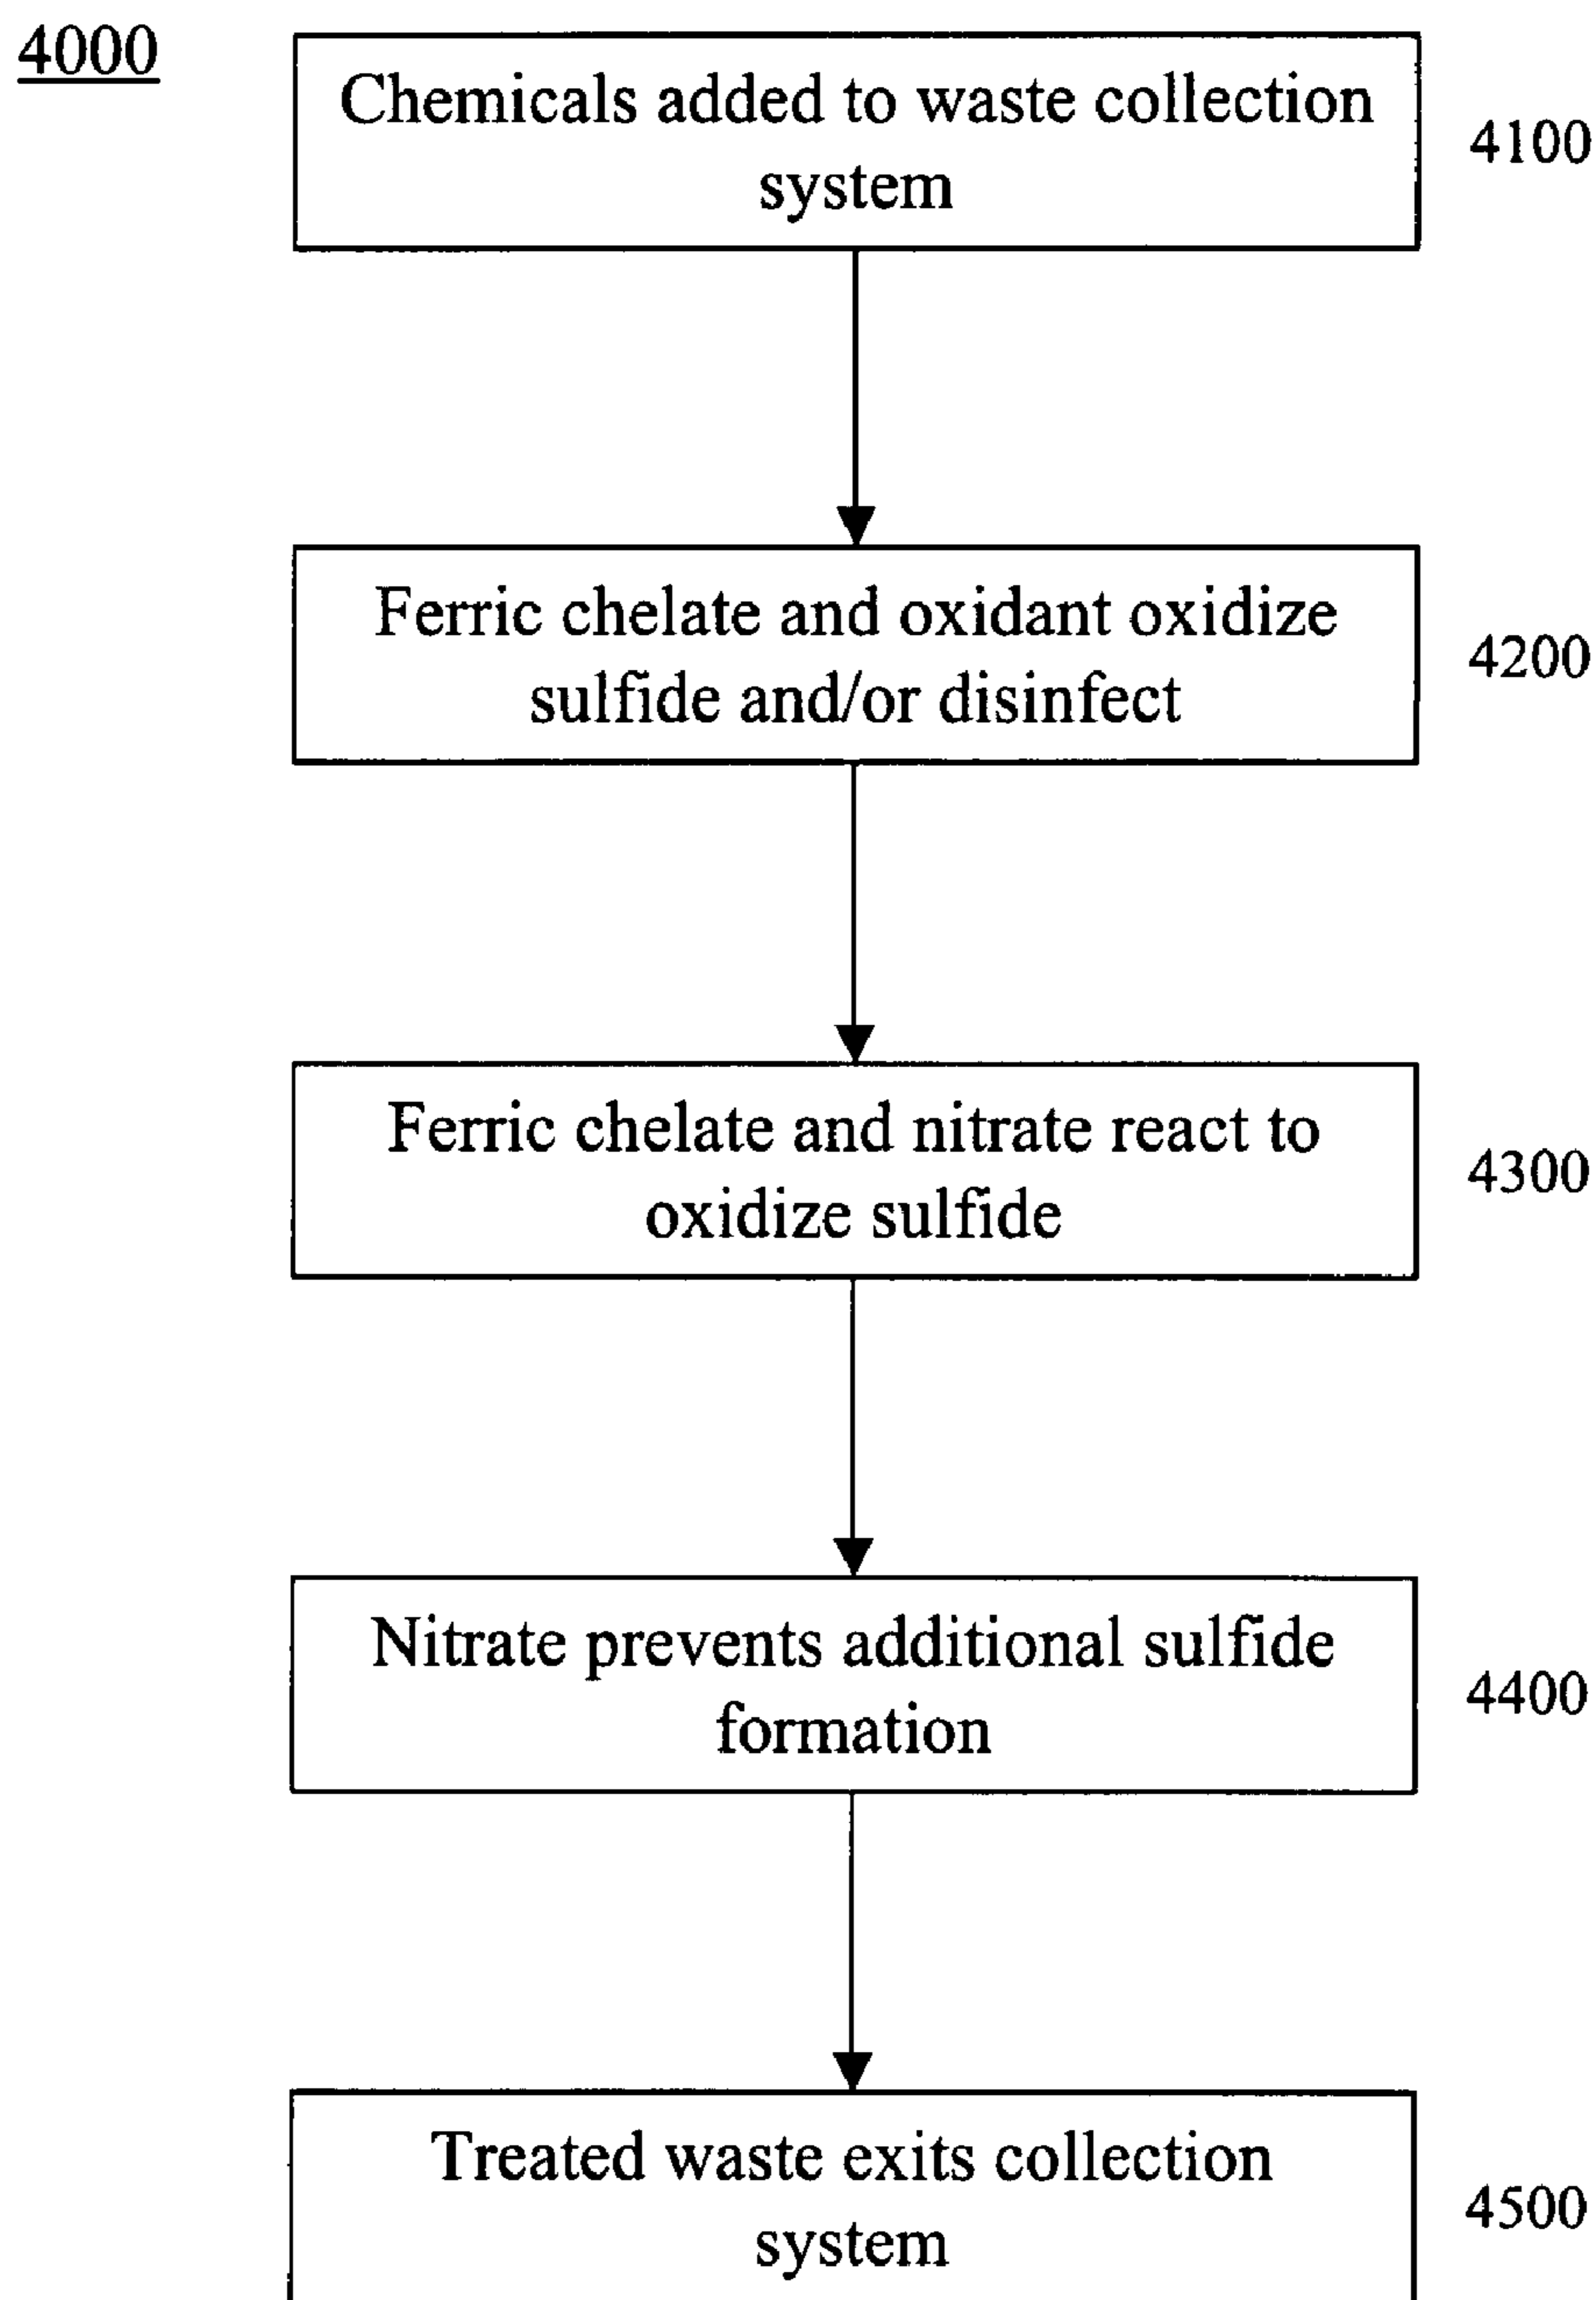 4000
Chemicals added to waste collection
system
4100
Ferric chelate and oxidant oxidize
sulfide and/or disinfect
4200
Ferric chelate and nitrate react to
oxidize sulfide
4300
Nitrate prevents additional sulfide
formation
4400
Treated waste exits collection
system
4500